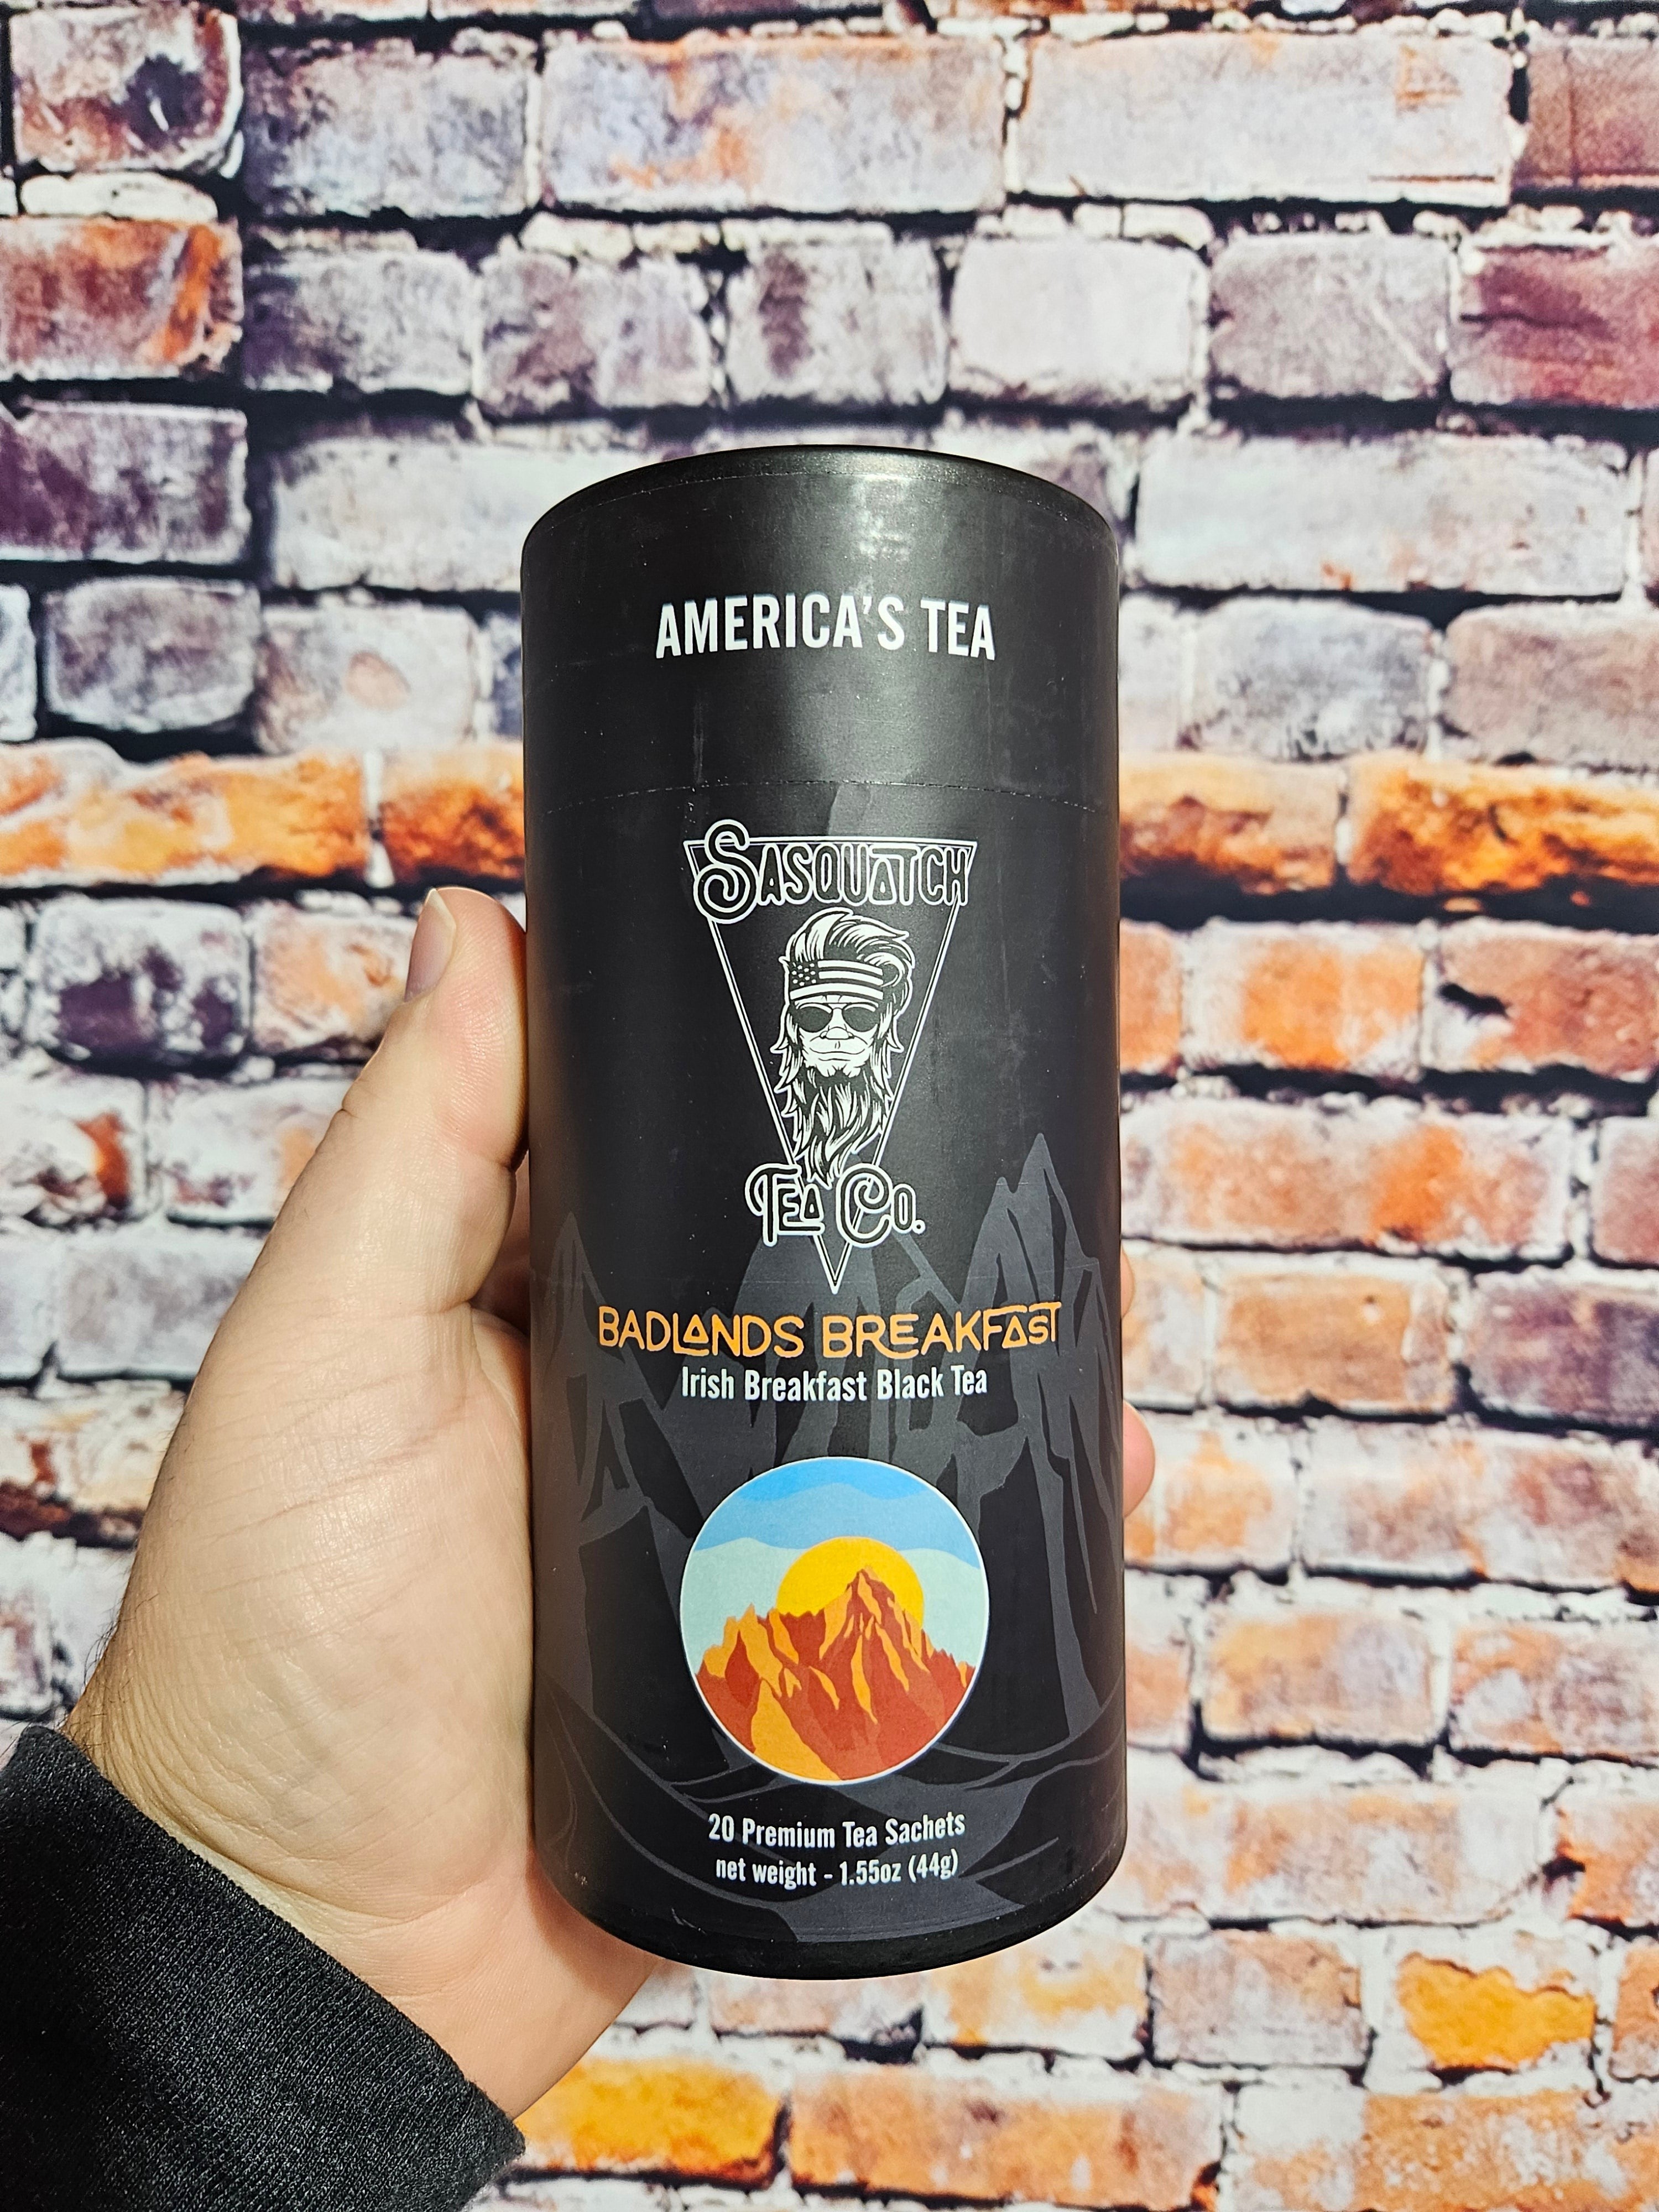 AMERICA'S TEA
SASQUATCH
TEA CO.
BADLANDS BREAKFAST
Irish Breakfast Black Tea
20 Premium Tea Sachets
net weight - 1.55oz (44g)